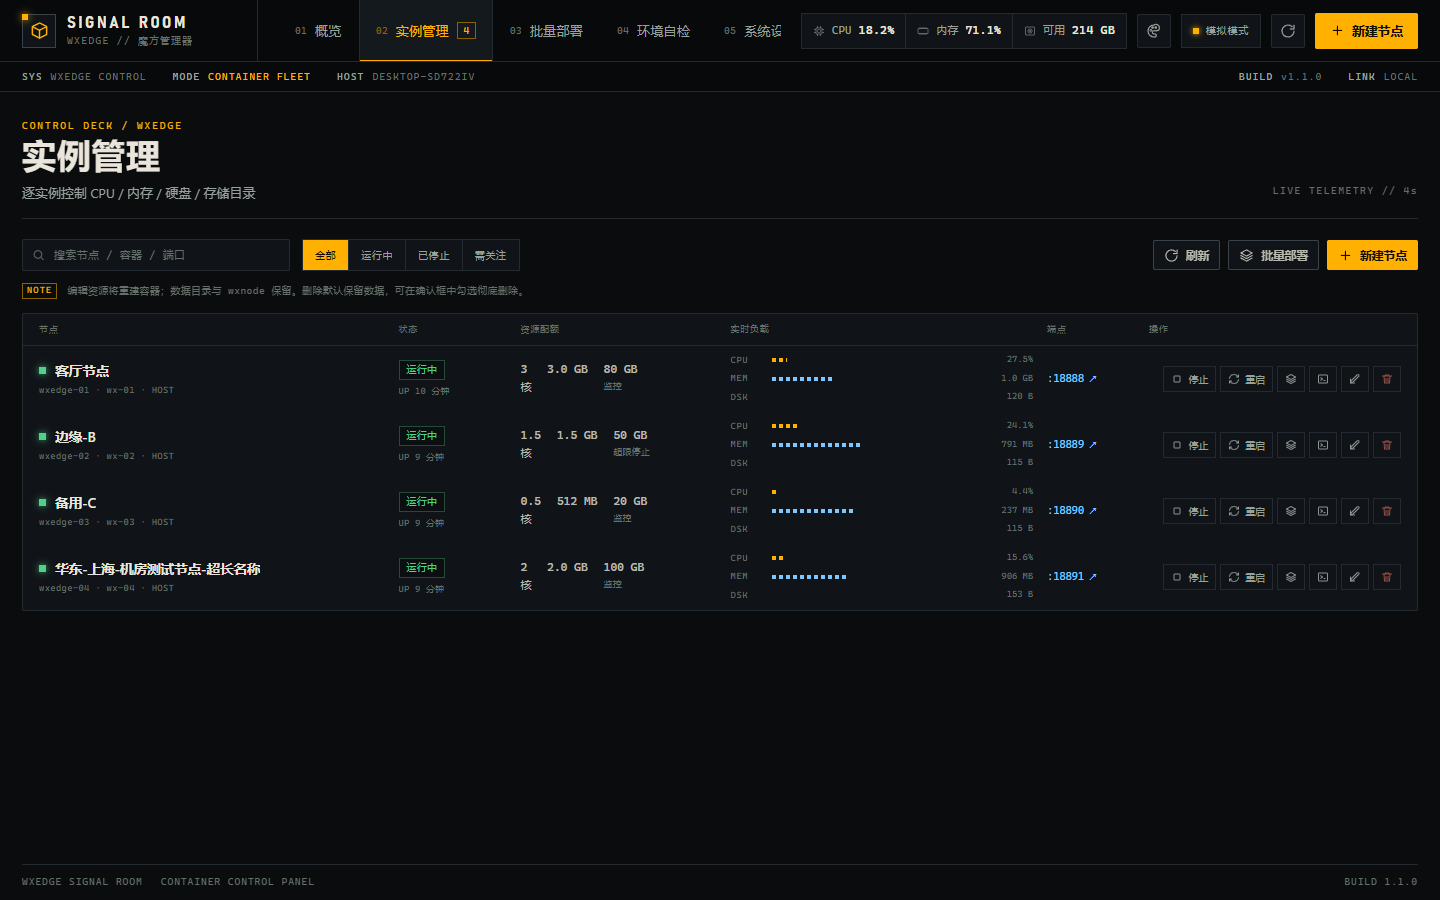 SIGNAL ROOM
WXEDGE // 魔方管理器
01 概览
02 实例管理 4
03 批量部署
04 环境自检
05 系统设
CPU 18.2%
内存 71.1%
可用 214 GB
模拟模式
新建节点
SYS WXEDGE CONTROL
MODE CONTAINER FLEET
HOST DESKTOP-SD722IV
BUILD v1.1.0
LINK LOCAL
CONTROL DECK / WXEDGE
实例管理
逐实例控制 CPU / 内存 / 硬盘 / 存储目录
LIVE TELEMETRY // 4s
搜索节点 / 容器 / 端口
全部 运行中 已停止 需关注
刷新 批量部署 + 新建节点
NOTE 编辑资源将重建容器；数据目录与 wxnode 保留。删除默认保留数据，可在确认框中勾选彻底删除。
节点 状态 资源配额 实时负载 端点 操作
客厅节点
wxedge-01 · wx-01 · HOST
运行中
UP 10 分钟
3 核 3.0 GB 80 GB
监控
CPU 27.5%
MEM 1.0 GB
DSK 120 B
:18888 ↗
停止 重启
边缘-B
wxedge-02 · wx-02 · HOST
运行中
UP 9 分钟
1.5 核 1.5 GB 50 GB
超限停止
CPU 24.1%
MEM 791 MB
DSK 115 B
:18889 ↗
停止 重启
备用-C
wxedge-03 · wx-03 · HOST
运行中
UP 9 分钟
0.5 核 512 MB 20 GB
监控
CPU 4.4%
MEM 237 MB
DSK 115 B
:18890 ↗
停止 重启
华东-上海-机房测试节点-超长名称
wxedge-04 · wx-04 · HOST
运行中
UP 9 分钟
2 核 2.0 GB 100 GB
监控
CPU 15.6%
MEM 906 MB
DSK 153 B
:18891 ↗
停止 重启
WXEDGE SIGNAL ROOM CONTAINER CONTROL PANEL
BUILD 1.1.0